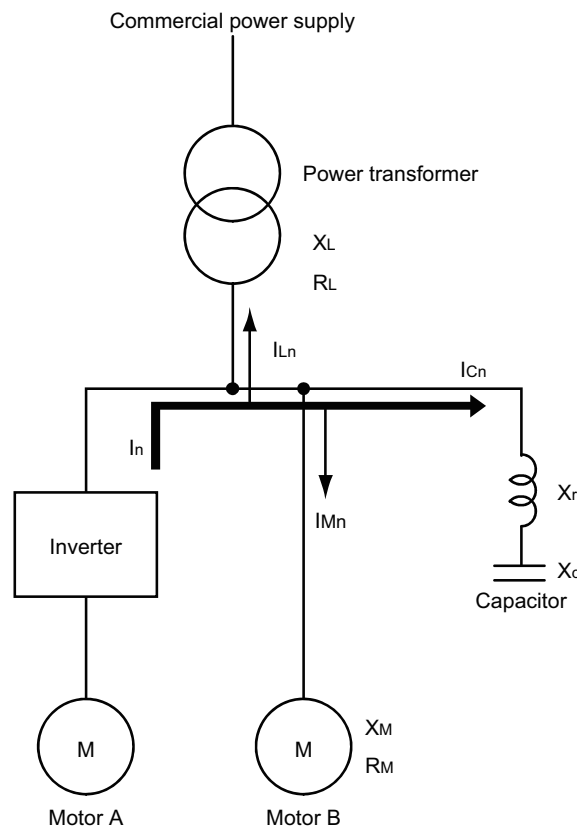 Commercial power supply
Power transformer
XL
RL
ILn
ICn
In
IMn
Inverter
Xr
Xc
Capacitor
M
Motor A
M
XM
RM
Motor B